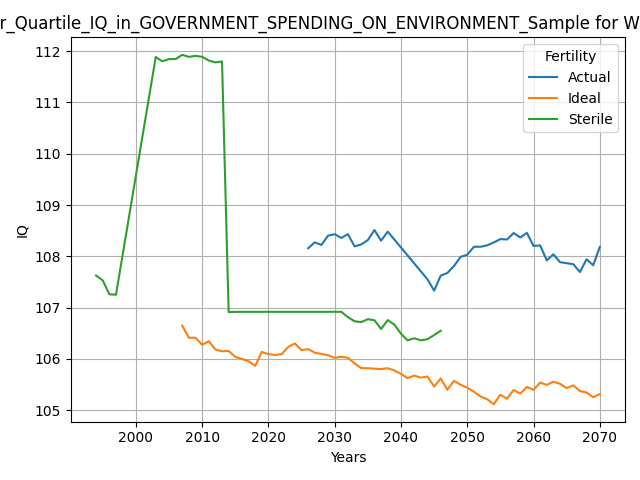 r_Quartile_IQ_in_GOVERNMENT_SPENDING_ON_ENVIRONMENT_Sample for W
Fertility
Actual
Ideal
Sterile
112
111
110
109
108
107
106
105
IQ
2000 2010 2020 2030 2040 2050 2060 2070
Years